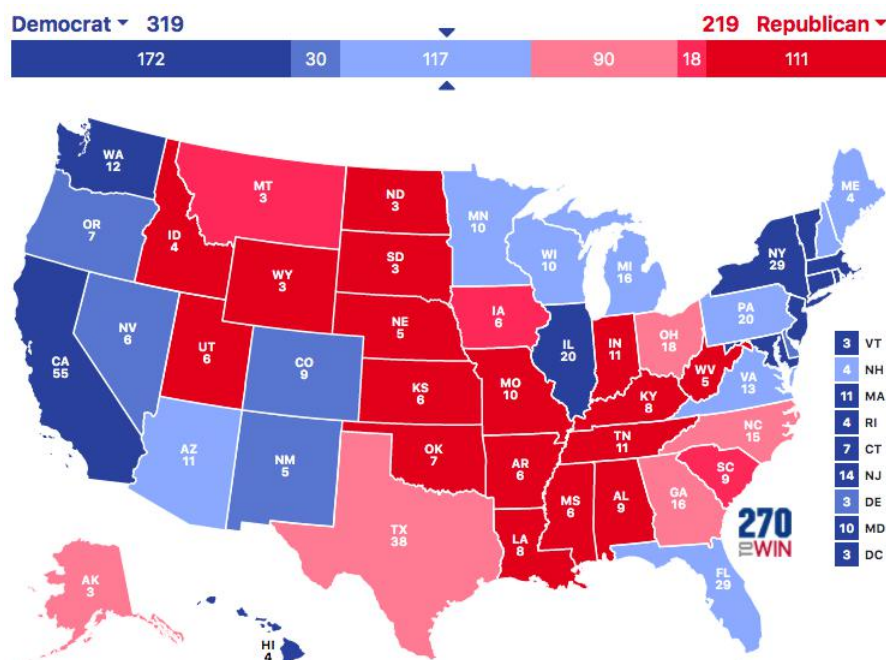 Democrat 319
219 Republican
172 30 117 90 18 111
WA
12
OR
7
CA
55
NV
6
ID
4
MT
3
WY
3
UT
6
AZ
11
CO
9
NM
5
ND
3
SD
3
NE
5
KS
6
OK
7
TX
38
MN
10
IA
6
MO
10
AR
6
LA
8
WI
10
IL
20
MI
16
IN
11
OH
18
KY
8
TN
11
MS
6
AL
9
GA
16
FL
29
SC
9
NC
15
VA
13
WV
5
PA
20
NY
29
ME
4
AK
3
HI
4
3 VT
4 NH
11 MA
4 RI
7 CT
14 NJ
3 DE
10 MD
3 DC
270
TO WIN